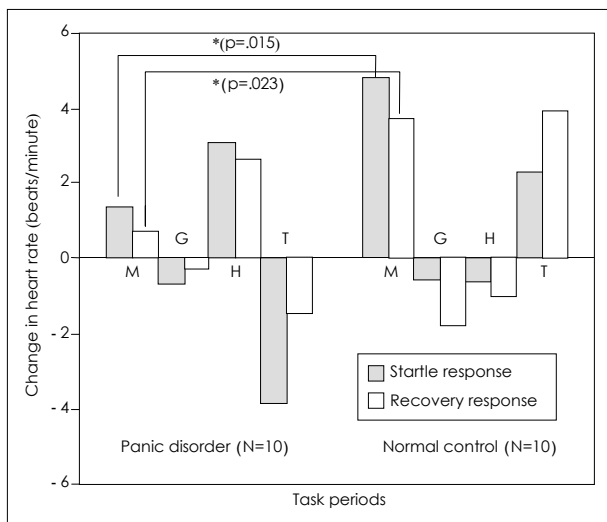 6
*(p=.015)
*(p=.023)
4
2
0
- 2
- 4
- 6
Change in heart rate (beats/minute)
G T G H
M H M T
Startle response
Recovery response
Panic disorder (N=10) Normal control (N=10)
Task periods